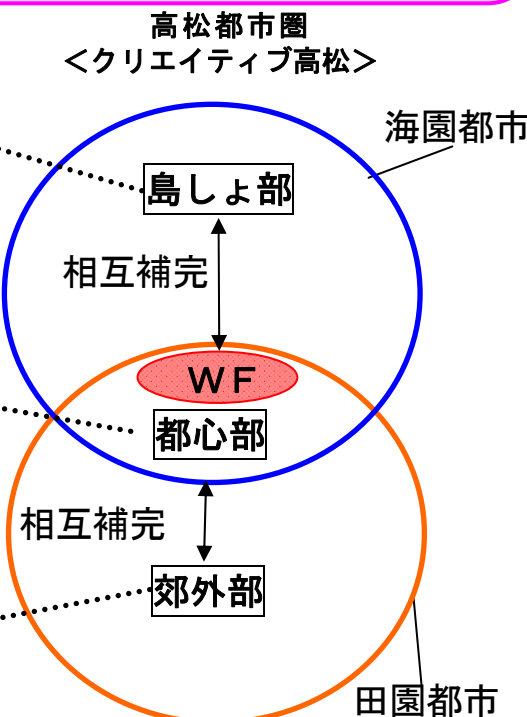 高松都市圏
＜クリエイティブ高松＞
海園都市
島しょ部
相互補完
ＷＦ
都心部
相互補完
郊外部
田園都市